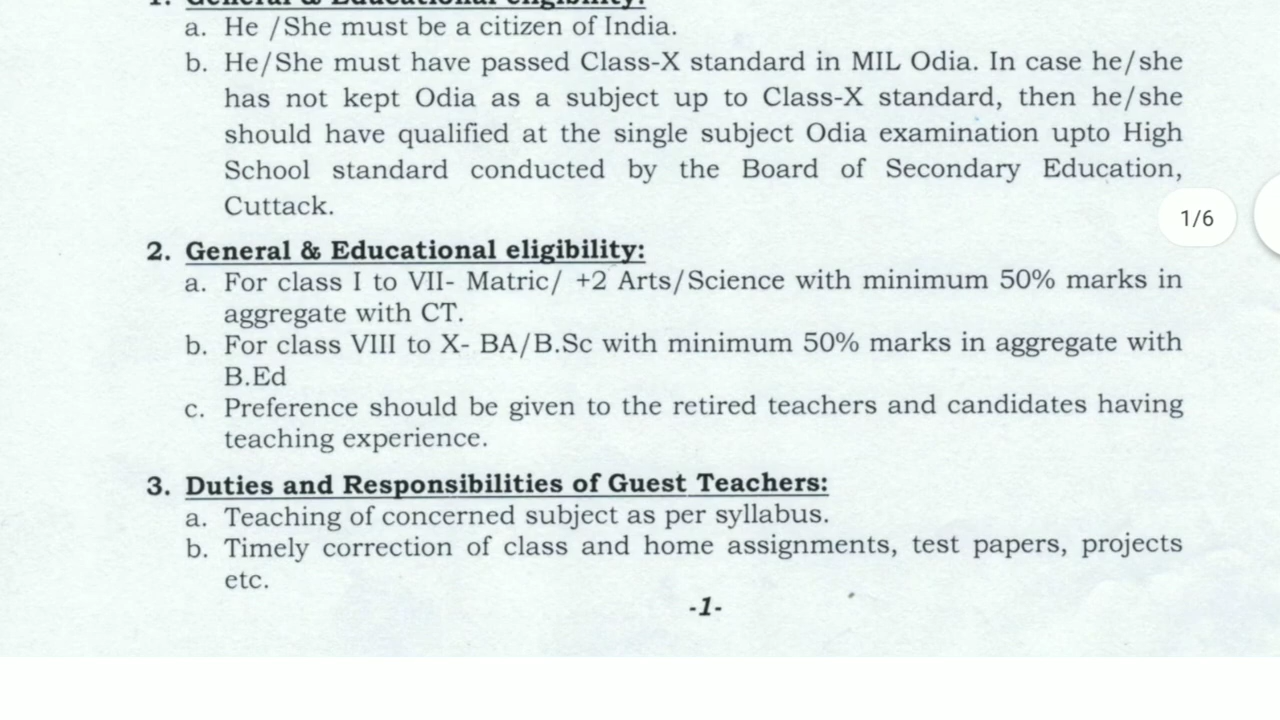 1. General & Educational eligibility:
a. He /She must be a citizen of India.
b. He/She must have passed Class-X standard in MIL Odia. In case he/she
has not kept Odia as a subject up to Class-X standard, then he/she
should have qualified at the single subject Odia examination upto High
School standard conducted by the Board of Secondary Education,
Cuttack.
1/6
2. General & Educational eligibility:
a. For class I to VII- Matric/ +2 Arts/Science with minimum 50% marks in
aggregate with CT.
b. For class VIII to X- BA/B.Sc with minimum 50% marks in aggregate with
B.Ed
c. Preference should be given to the retired teachers and candidates having
teaching experience.
3. Duties and Responsibilities of Guest Teachers:
a. Teaching of concerned subject as per syllabus.
b. Timely correction of class and home assignments, test papers, projects
etc.
-1-